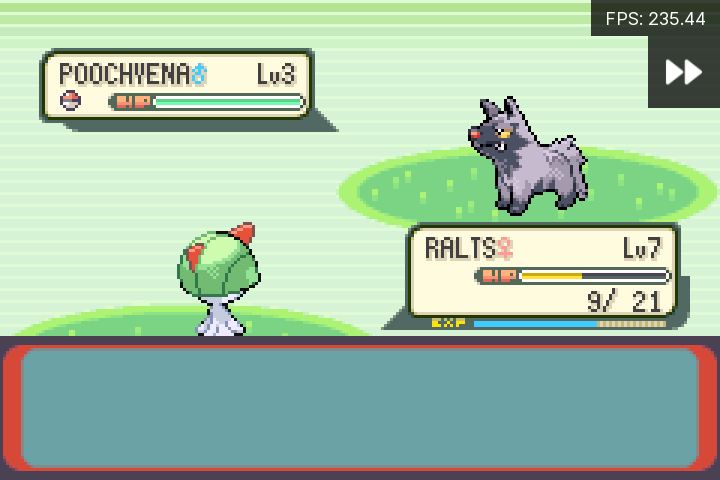 FPS: 235.44
POOCHYENA♂ Lv3
HP
RALTS♀ Lv7
HP
9/ 21
EXP